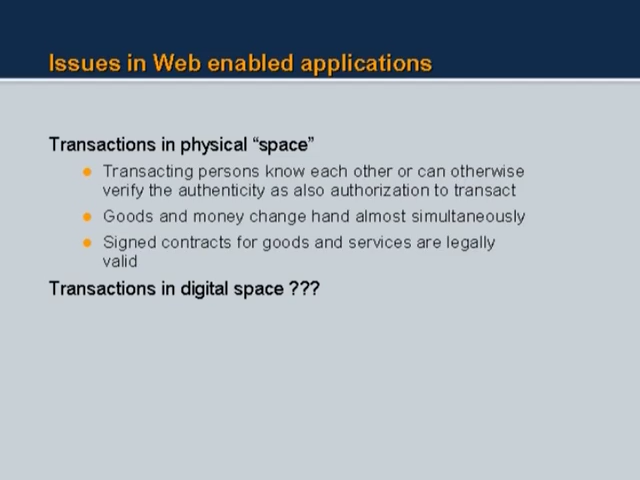 Issues in Web enabled applications
Transactions in physical “space”
Transacting persons know each other or can otherwise
verify the authenticity as also authorization to transact
Goods and money change hand almost simultaneously
Signed contracts for goods and services are legally
valid
Transactions in digital space ???